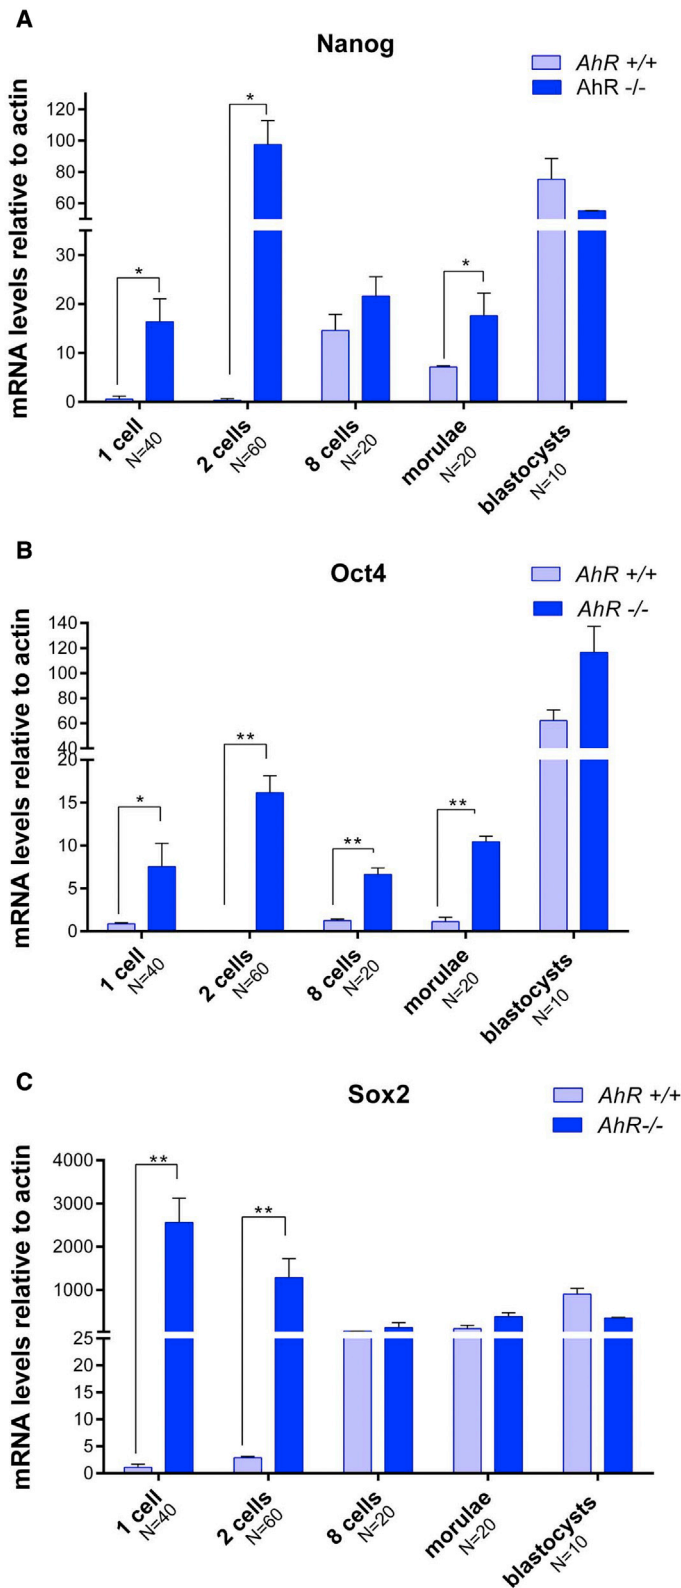 A
Nanog
AhR +/+
AhR -/-
mRNA levels relative to actin
120
100
80
60
30
20
10
0
*
*
*
1 cell
N=40
2 cells
N=60
8 cells
N=20
morulae
N=20
blastocysts
N=10
B
Oct4
AhR +/+
AhR -/-
mRNA levels relative to actin
140
120
100
80
60
40
20
15
10
5
0
*
**
**
**
1 cell
N=40
2 cells
N=60
8 cells
N=20
morulae
N=20
blastocysts
N=10
C
Sox2
AhR +/+
AhR-/-
mRNA levels relative to actin
4000
3000
2000
1000
25
20
15
10
5
0
**
**
1 cell
N=40
2 cells
N=60
8 cells
N=20
morulae
N=20
blastocysts
N=10